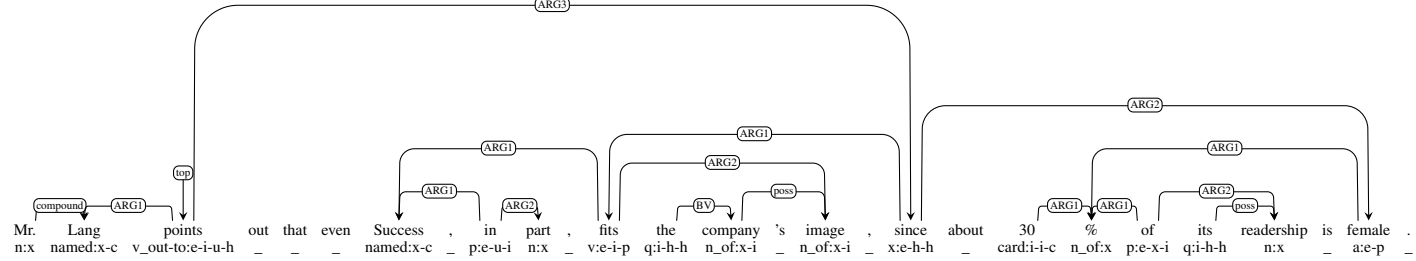 ARG3
ARG2
ARG1
ARG1 ARG2 ARG1
top
ARG1 poss ARG2
compound ARG1 ARG2 BV ARG1 ARG1 poss
Mr. Lang points out that even Success , in part , fits the company 's image , since about 30 % of its readership is female .
n:x named:x-c v_out-to:e-i-u-h _ _ _ named:x-c _ p:e-u-i n:x _ v:e-i-p q:i-h-h n_of:x-i _ n_of:x-i _ x:e-h-h _ card:i-i-c n_of:x p:e-x-i q:i-h-h n:x _ a:e-p _